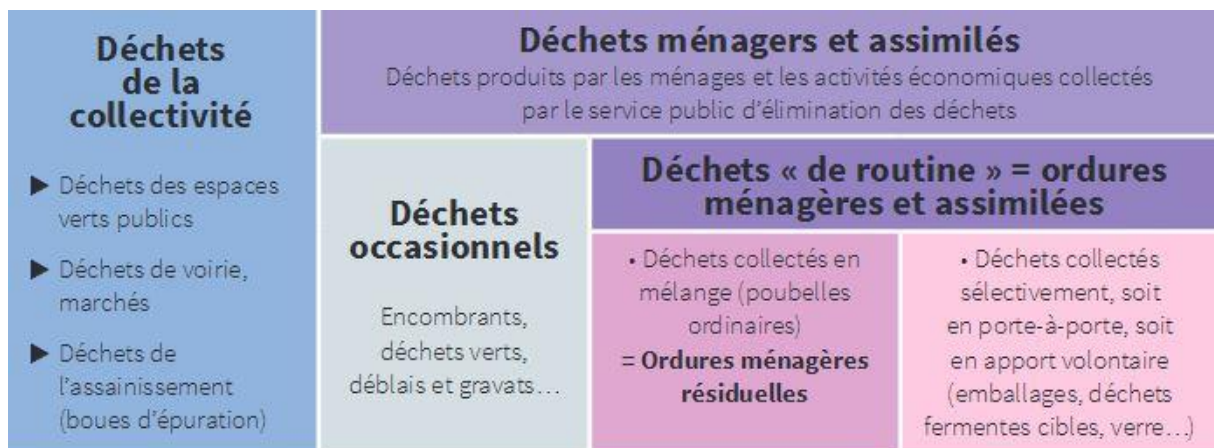 Déchets
de la
collectivité
▶ Déchets des espaces
verts publics
▶ Déchets de voirie,
marchés
▶ Déchets de
l’assainissement
(boues d’épuration)
Déchets ménagers et assimilés
Déchets produits par les ménages et les activités économiques collectés
par le service public d’élimination des déchets
Déchets
occasionnels
Encombrants,
déchets verts,
déblais et gravats…
Déchets « de routine » = ordures
ménagères et assimilées
• Déchets collectés en
mélange (poubelles
ordinaires)
= Ordures ménagères
résiduelles
• Déchets collectés
sélectivement, soit
en porte-à-porte, soit
en apport volontaire
(emballages, déchets
fermentes cibles, verre…)